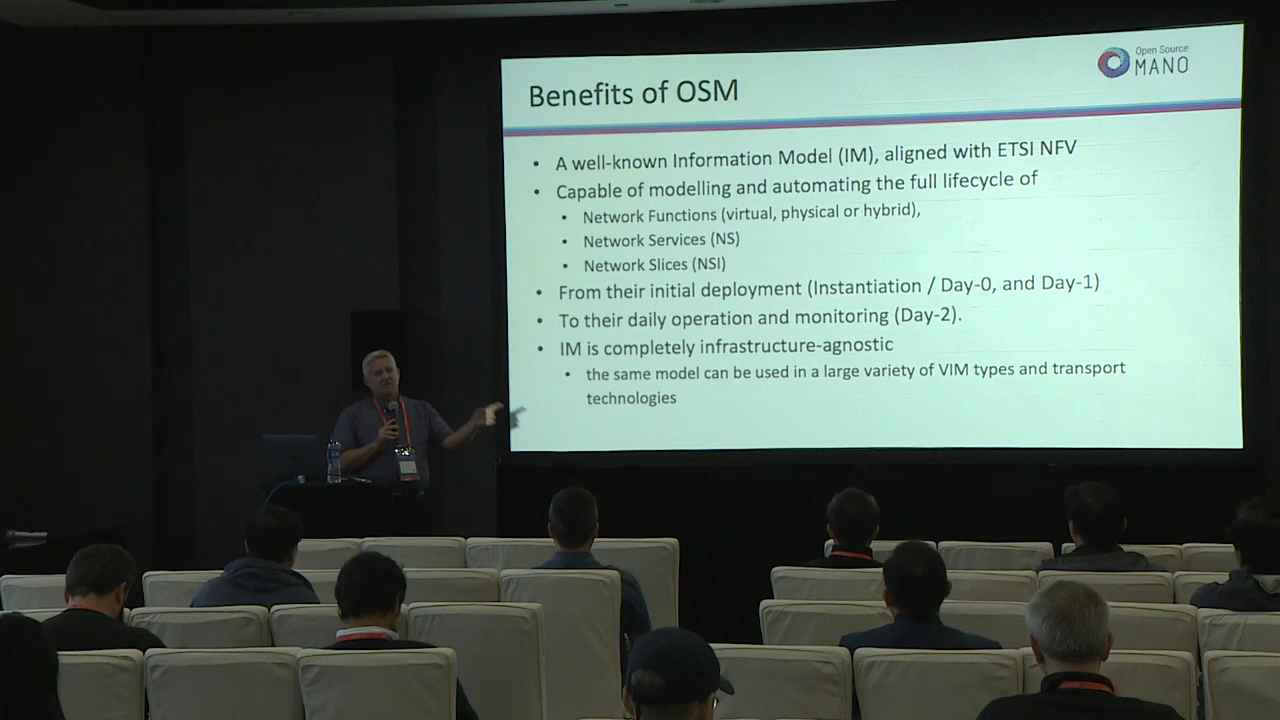 Open Source
MANO
Benefits of OSM
• A well-known Information Model (IM), aligned with ETSI NFV
• Capable of modelling and automating the full lifecycle of
• Network Functions (virtual, physical or hybrid),
• Network Services (NS)
• Network Slices (NSI)
• From their initial deployment (Instantiation / Day-0, and Day-1)
• To their daily operation and monitoring (Day-2).
• IM is completely infrastructure-agnostic
• the same model can be used in a large variety of VIM types and transport
technologies